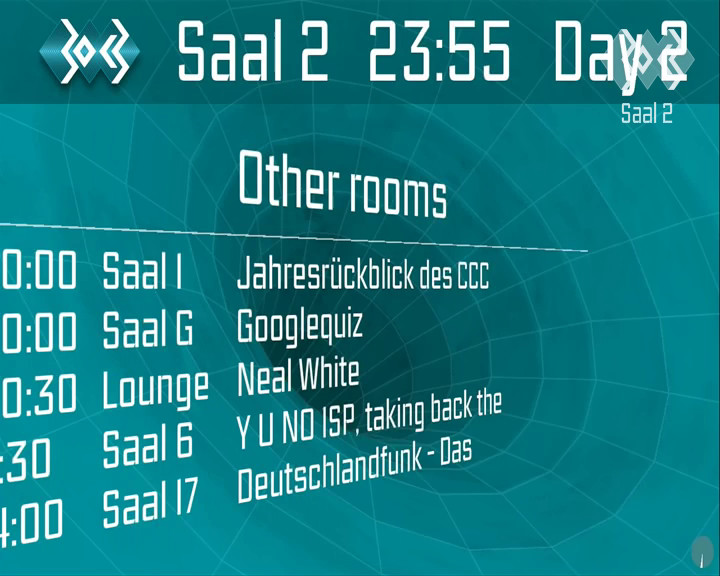 Saal 2 23:55 Day 2
Saal 2
Other rooms
0:00 Saal 1 Jahresrückblick des CCC
0:00 Saal G Googlequiz
0:30 Lounge Neal White
:30 Saal 6 Y U NO ISP, taking back the
4:00 Saal 17 Deutschlandfunk - Das